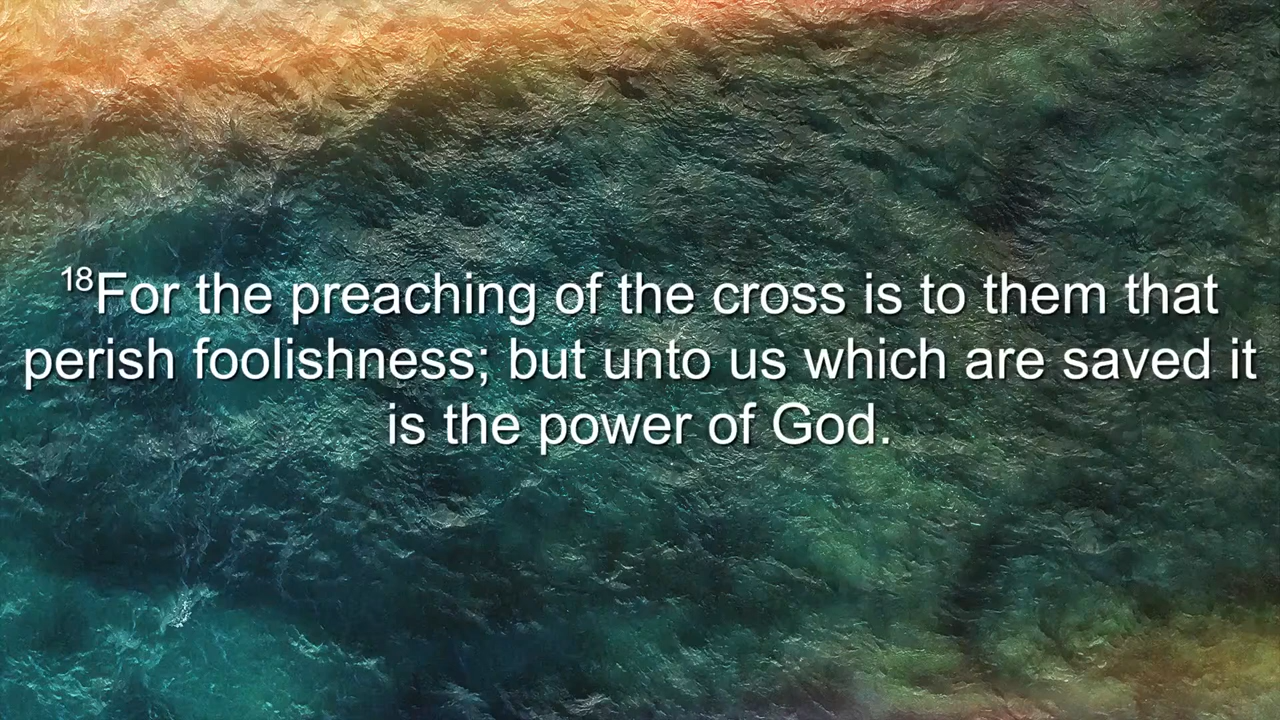 ¹⁸For the preaching of the cross is to them that
perish foolishness; but unto us which are saved it
is the power of God.